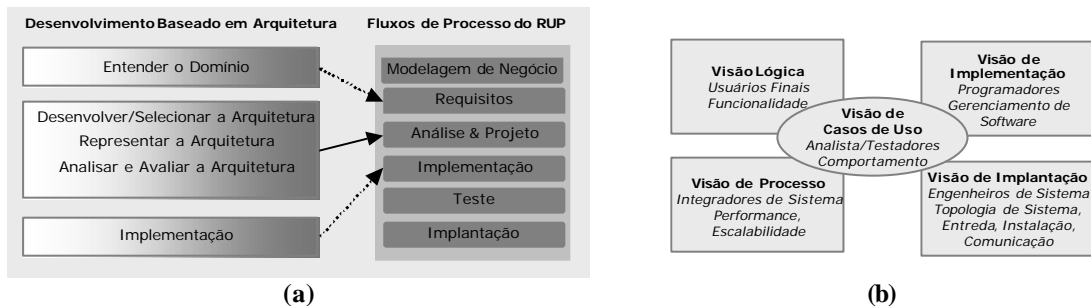 Desenvolvimento Baseado em Arquitetura
Entender o Domínio
Desenvolver/Selecionar a Arquitetura
Representar a Arquitetura
Analisar e Avaliar a Arquitetura
Implementação
Fluxos de Processo do RUP
Modelagem de Negócio
Requisitos
Análise & Projeto
Implementação
Teste
Implantação
(a)
Visão Lógica
Usuários Finais
Funcionalidade
Visão de
Implementação
Programadores
Gerenciamento de
Software
Visão de
Casos de Uso
Analista/Testadores
Comportamento
Visão de Processo
Integradores de Sistema
Performance,
Escalabilidade
Visão de Implantação
Engenheiros de Sistema
Topologia de Sistema,
Entreda, Instalação,
Comunicação
(b)